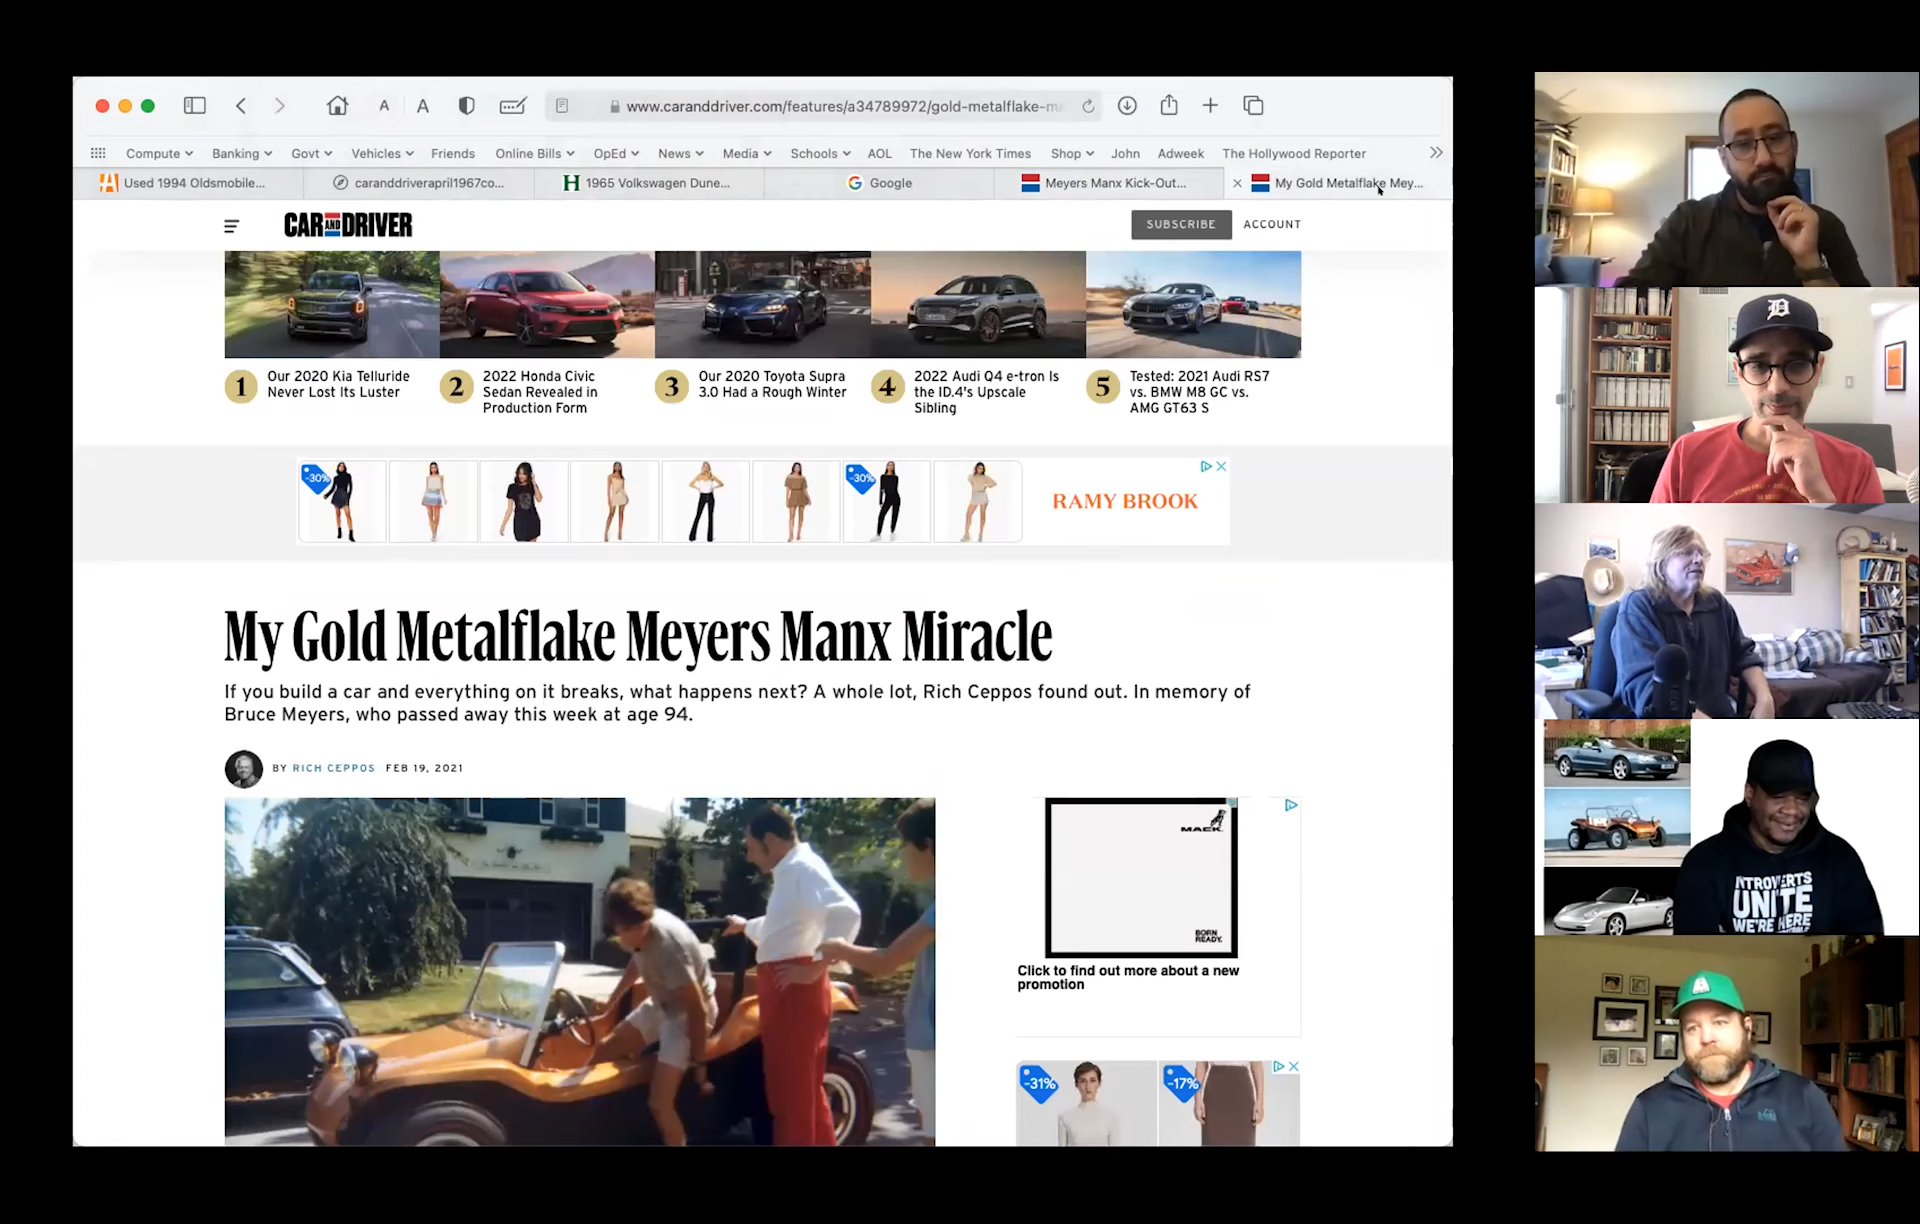 www.caranddriver.com/features/a34789972/gold-metalflake-m
Compute Banking Govt Vehicles Friends Online Bills OpEd News Media Schools AOL The New York Times Shop John Adweek The Hollywood Reporter
Used 1994 Oldsmobile... caranddriverapril1967co... 1965 Volkswagen Dune... Google Meyers Manx Kick-Out... My Gold Metalflake Mey...
CAR AND DRIVER
SUBSCRIBE ACCOUNT
1 Our 2020 Kia Telluride
Never Lost Its Luster
2 2022 Honda Civic
Sedan Revealed in
Production Form
3 Our 2020 Toyota Supra
3.0 Had a Rough Winter
4 2022 Audi Q4 e-tron Is
the ID.4's Upscale
Sibling
5 Tested: 2021 Audi RS7
vs. BMW M8 GC vs.
AMG GT63 S
-30%
-30%
RAMY BROOK
My Gold Metalflake Meyers Manx Miracle
If you build a car and everything on it breaks, what happens next? A whole lot, Rich Ceppos found out. In memory of
Bruce Meyers, who passed away this week at age 94.
BY RICH CEPPOS FEB 19, 2021
MACK
BORN
READY.
Click to find out more about a new
promotion
-31%
-17%
D
INTROVERTS
UNITE
WE'RE HERE